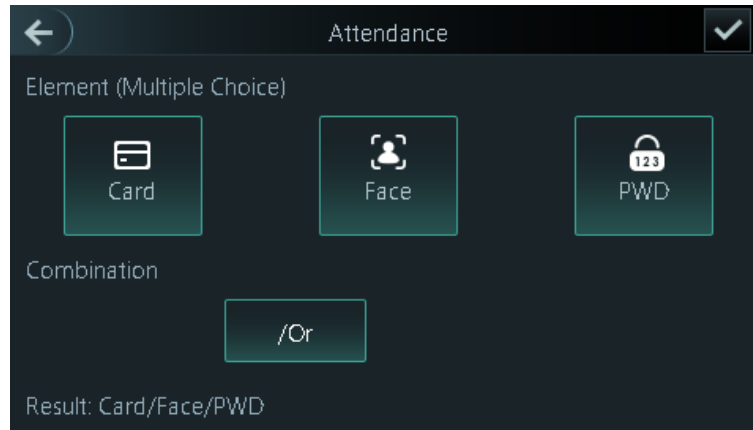 Attendance
Element (Multiple Choice)
123
Card Face PWD
Combination
/Or
Result: Card/Face/PWD